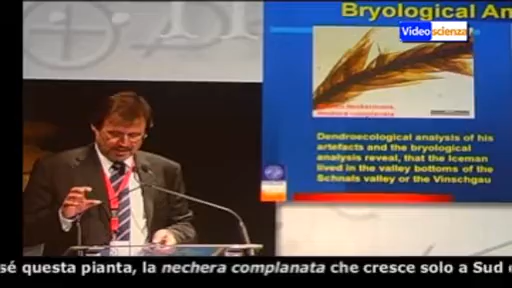 Bryological An
Videoscienza
neckera complanata
Dendroecological analysis of his
artefacts and the bryological
analysis reveal, that the Iceman
lived in the valley bottoms of the
Schnals valley or the Vinschgau
sé questa pianta, la nechera complanata che cresce solo a Sud